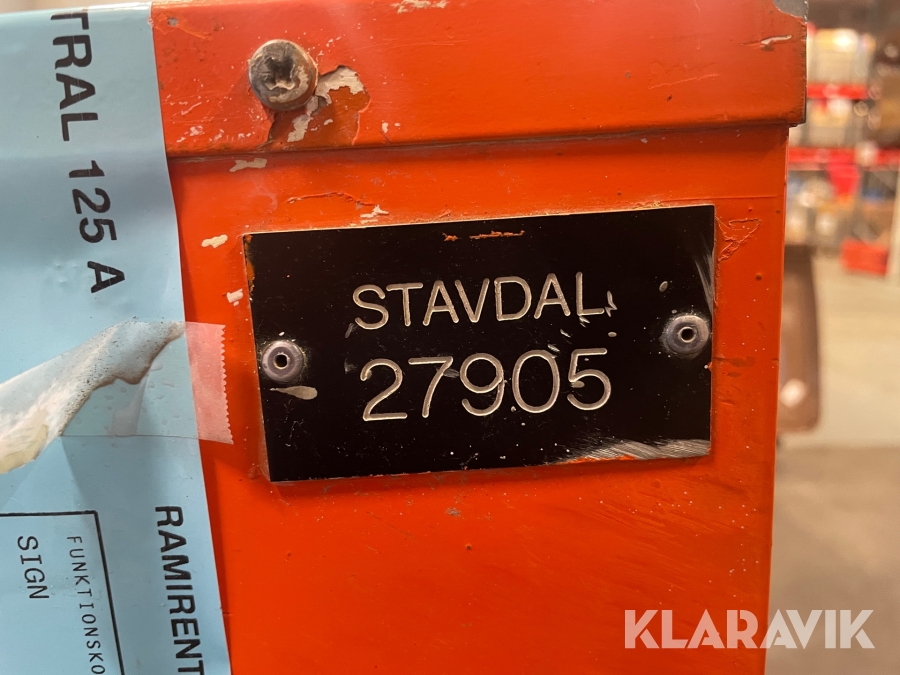 TRAL 125 A
STAVDAL
27905
RAMIRENT
FUNKTIONSKO
SIGN
KLARAVIK